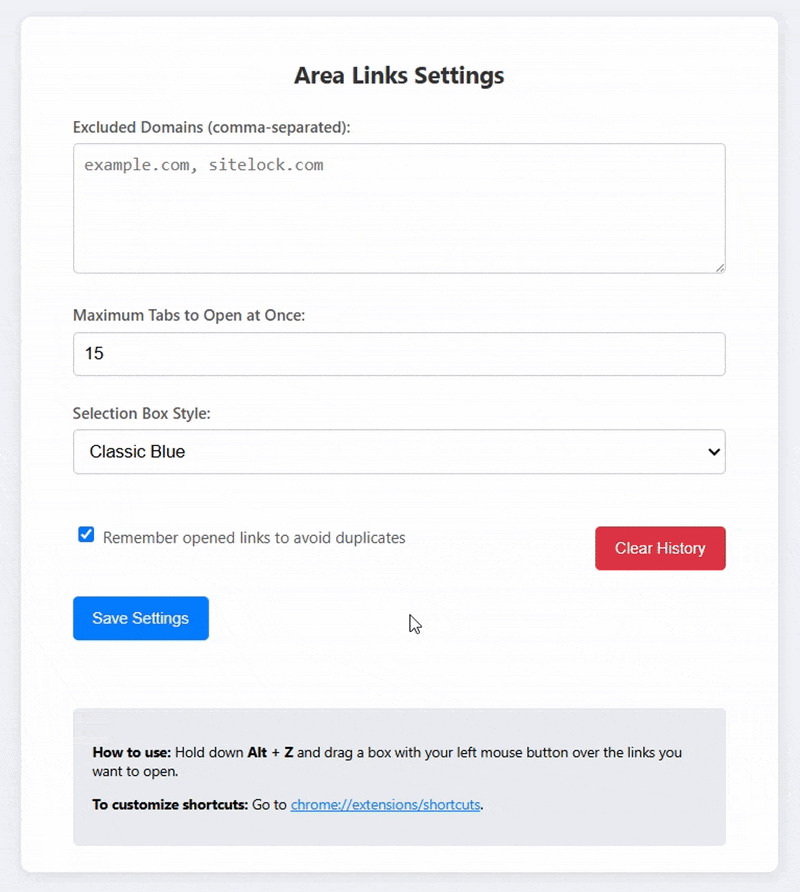 Area Links Settings
Excluded Domains (comma-separated):
example.com, sitelock.com
Maximum Tabs to Open at Once:
15
Selection Box Style:
Classic Blue
Remember opened links to avoid duplicates
Clear History
Save Settings
How to use: Hold down Alt + Z and drag a box with your left mouse button over the links you
want to open.
To customize shortcuts: Go to chrome://extensions/shortcuts.